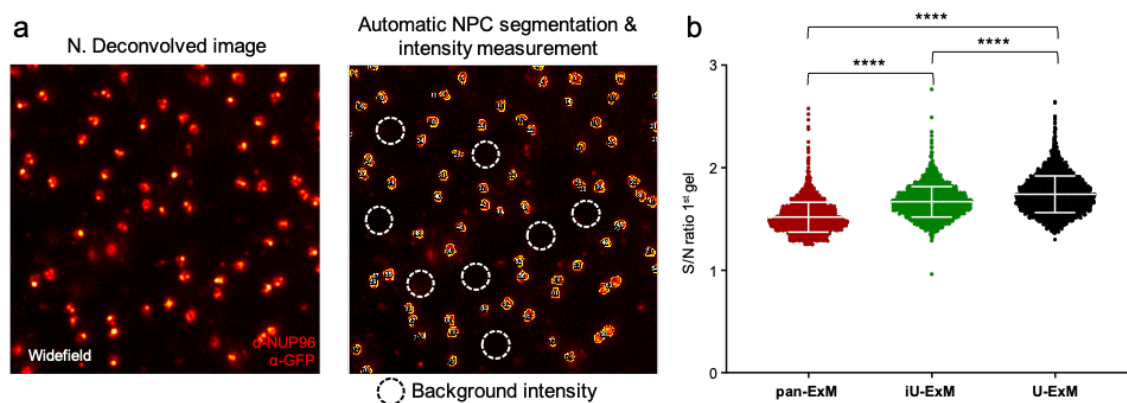 a
N. Deconvolved image
Automatic NPC segmentation &
intensity measurement
Widefield
α-NUP96
α-GFP
Background intensity
b
****
****
****
3
2
1
0
S/N ratio 1st gel
pan-ExM
iU-ExM
U-ExM